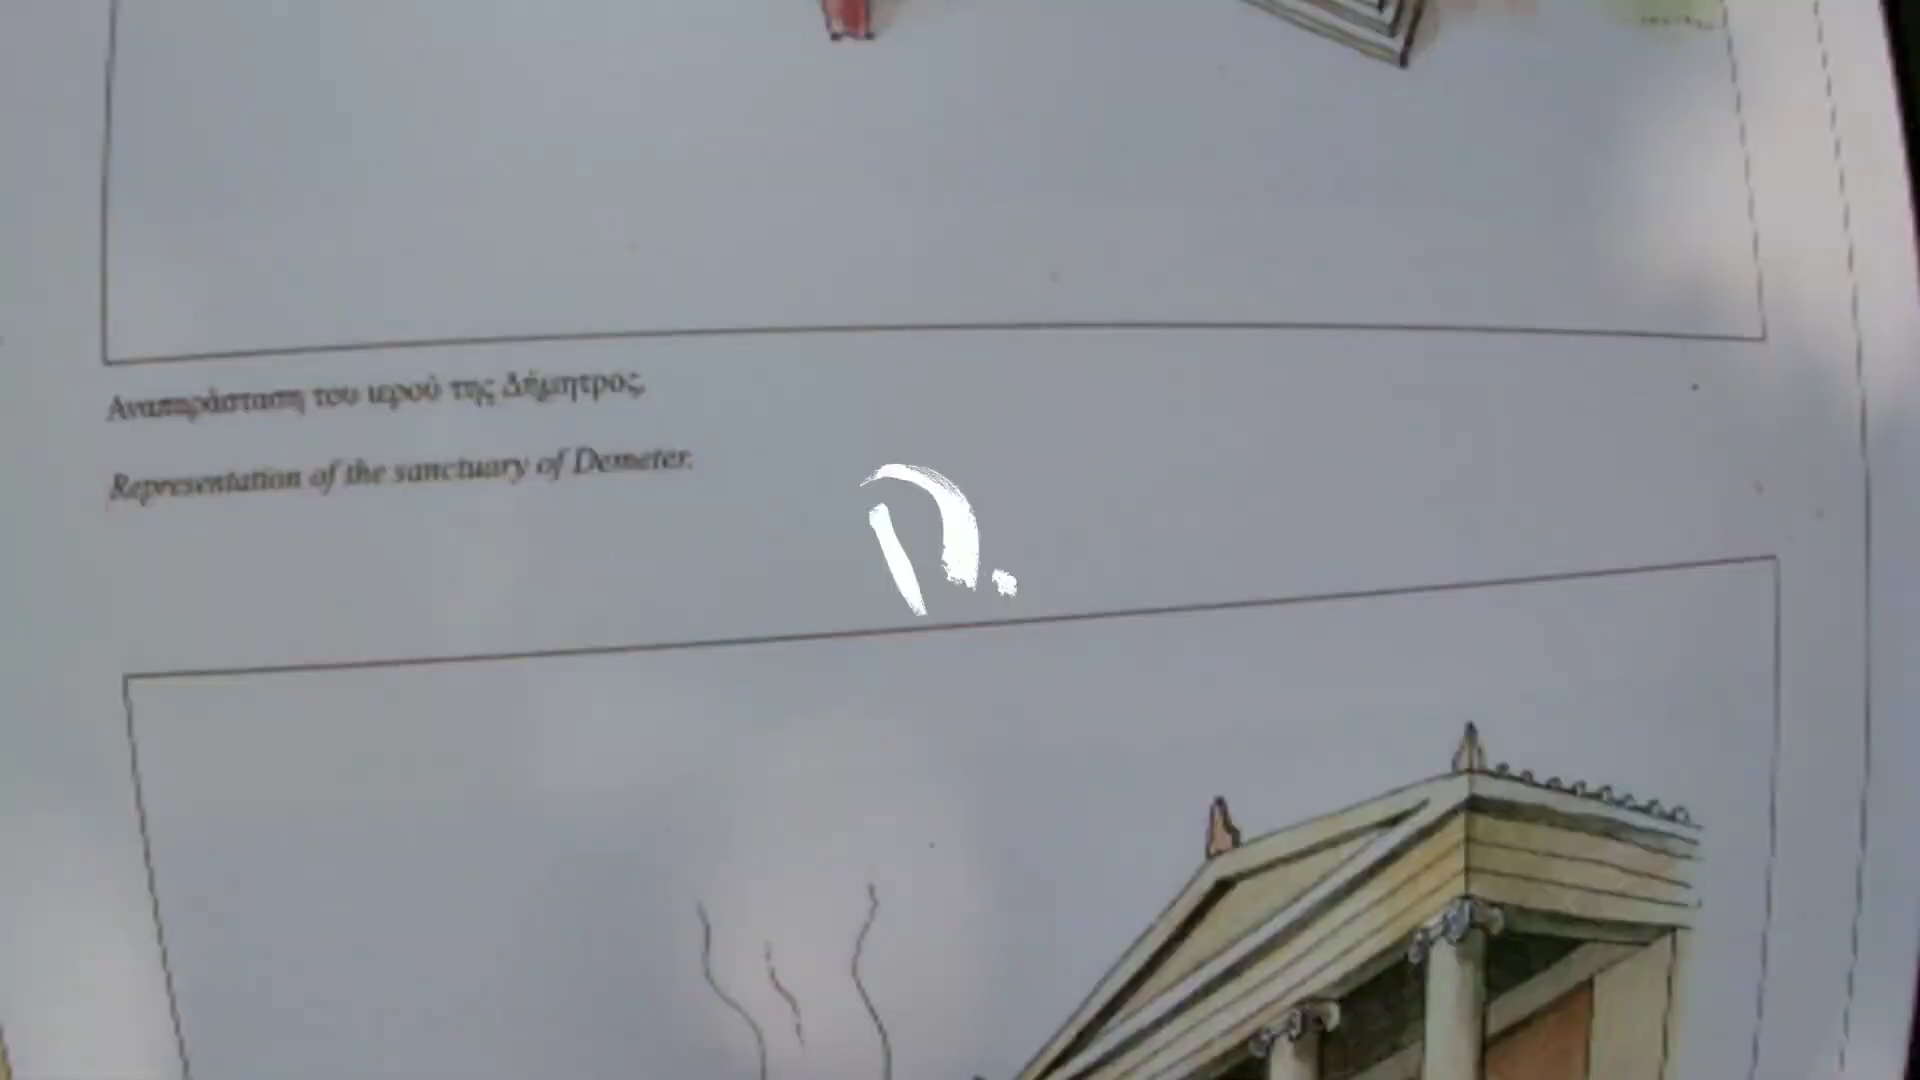 Αναπαράσταση του ιερού της Δήμητρος.
Representation of the sanctuary of Demeter.